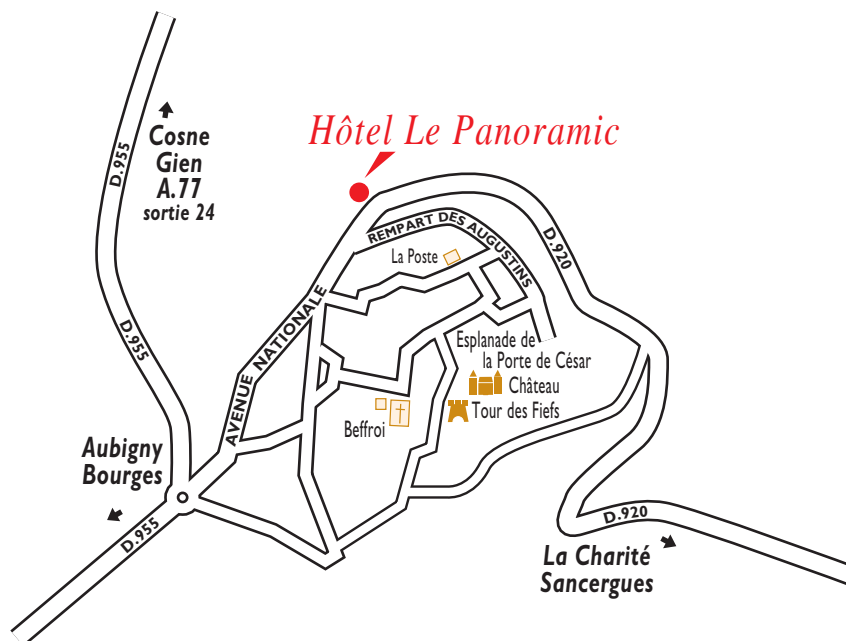 Hôtel Le Panoramic
Cosne
Gien
A.77
sortie 24
D.955
D.955
REMPART DES AUGUSTINS
D.920
La Poste
AVENUE NATIONALE
Esplanade de
la Porte de César
Château
Tour des Fiefs
Beffroi
Aubigny
Bourges
D.955
D.920
La Charité
Sancergues